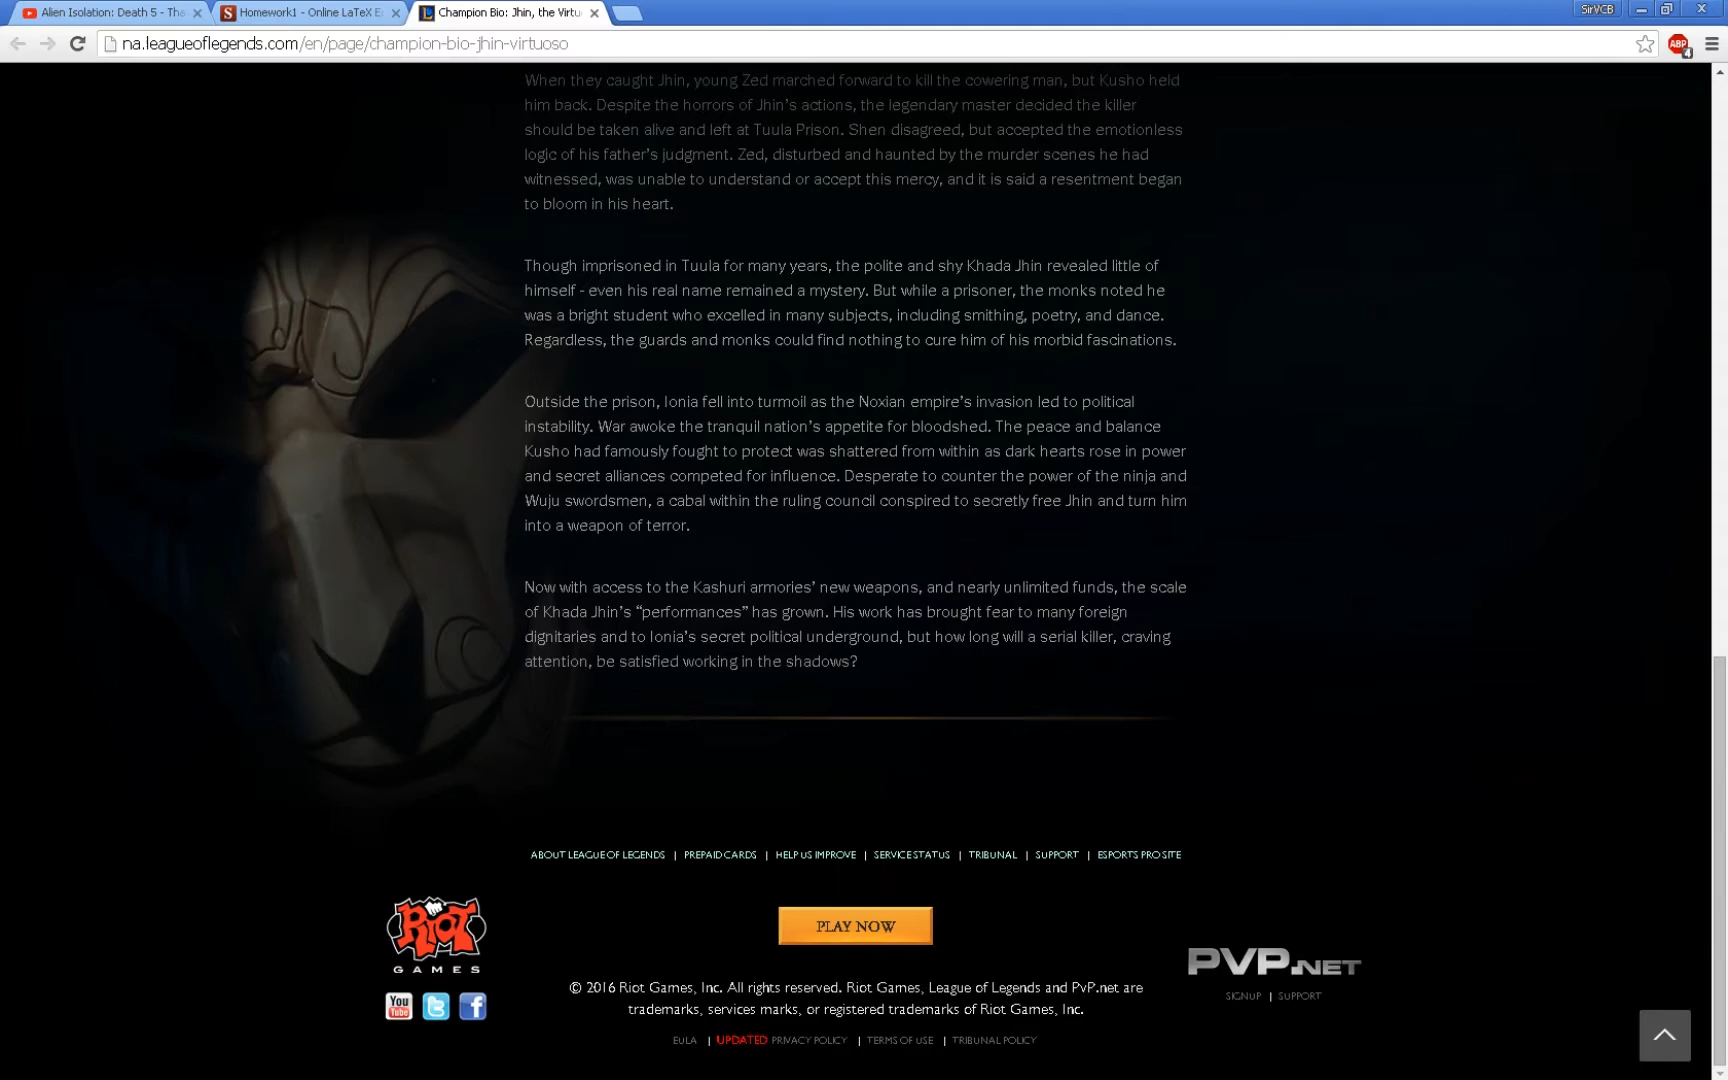 Alien Isolation: Death 5 - Tha
Homework1 - Online LaTeX E
Champion Bio: Jhin, the Virtu
SirVCB
na.leagueoflegends.com/en/page/champion-bio-jhin-virtuoso
ABP
4
When they caught Jhin, young Zed marched forward to kill the cowering man, but Kusho held
him back. Despite the horrors of Jhin's actions, the legendary master decided the killer
should be taken alive and left at Tuula Prison. Shen disagreed, but accepted the emotionless
logic of his father's judgment. Zed, disturbed and haunted by the murder scenes he had
witnessed, was unable to understand or accept this mercy, and it is said a resentment began
to bloom in his heart.
Though imprisoned in Tuula for many years, the polite and shy Khada Jhin revealed little of
himself - even his real name remained a mystery. But while a prisoner, the monks noted he
was a bright student who excelled in many subjects, including smithing, poetry, and dance.
Regardless, the guards and monks could find nothing to cure him of his morbid fascinations.
Outside the prison, Ionia fell into turmoil as the Noxian empire's invasion led to political
instability. War awoke the tranquil nation's appetite for bloodshed. The peace and balance
Kusho had famously fought to protect was shattered from within as dark hearts rose in power
and secret alliances competed for influence. Desperate to counter the power of the ninja and
Wuju swordsmen, a cabal within the ruling council conspired to secretly free Jhin and turn him
into a weapon of terror.
Now with access to the Kashuri armories' new weapons, and nearly unlimited funds, the scale
of Khada Jhin's “performances” has grown. His work has brought fear to many foreign
dignitaries and to Ionia's secret political underground, but how long will a serial killer, craving
attention, be satisfied working in the shadows?
ABOUT LEAGUE OF LEGENDS | PREPAID CARDS | HELP US IMPROVE | SERVICE STATUS | TRIBUNAL | SUPPORT | ESPORTS PRO SITE
RIOT
GAMES
PLAY NOW
PVP.NET
SIGNUP | SUPPORT
You
Tube
© 2016 Riot Games, Inc. All rights reserved. Riot Games, League of Legends and PvP.net are
trademarks, services marks, or registered trademarks of Riot Games, Inc.
EULA | UPDATED PRIVACY POLICY | TERMS OF USE | TRIBUNAL POLICY